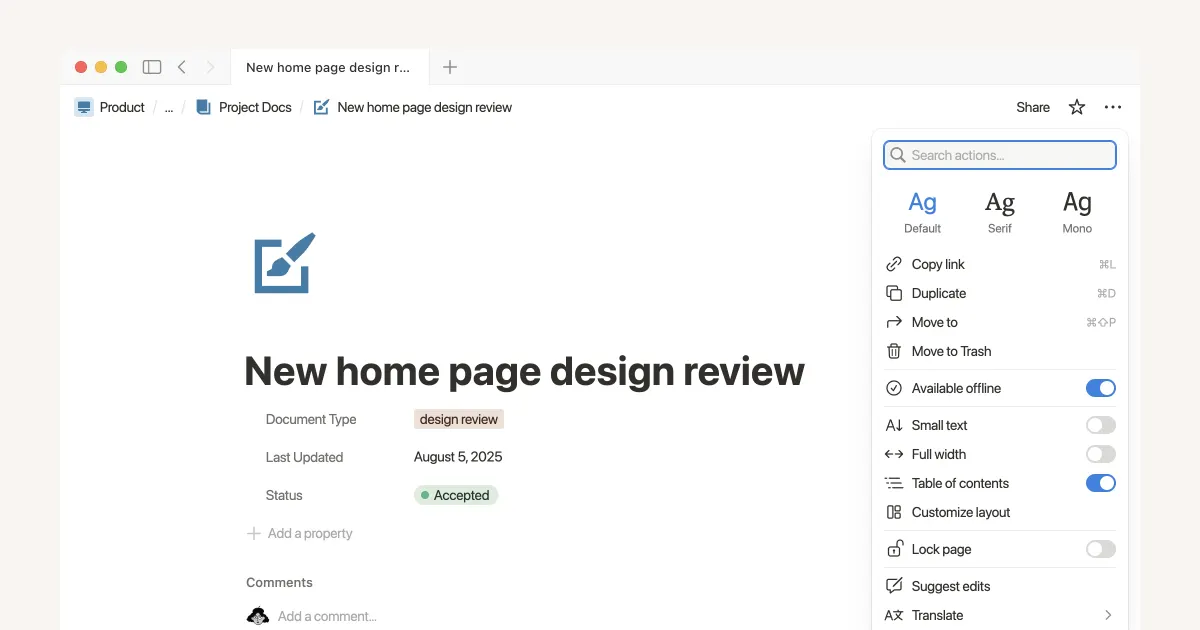 New home page design r...
Product / ... / Project Docs / New home page design review
Share
Search actions...
Ag Ag Ag
Default Serif Mono
Copy link ⌘L
Duplicate ⌘D
Move to ⌘⇧P
Move to Trash
Available offline
Small text
Full width
Table of contents
Customize layout
Lock page
Suggest edits
Translate
New home page design review
Document Type design review
Last Updated August 5, 2025
Status Accepted
Add a property
Comments
Add a comment...